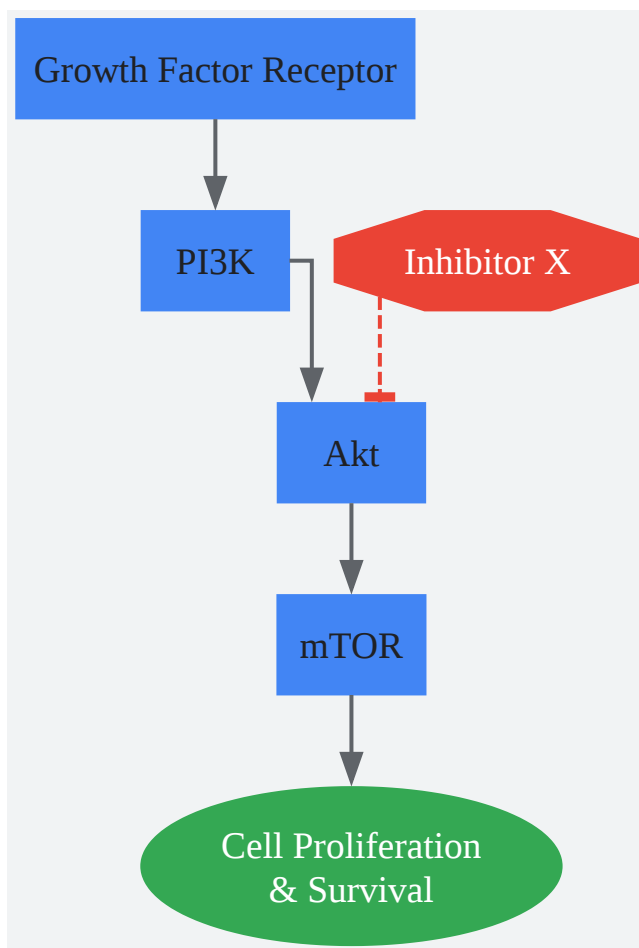 Growth Factor Receptor
PI3K
Inhibitor X
Akt
mTOR
Cell Proliferation
& Survival